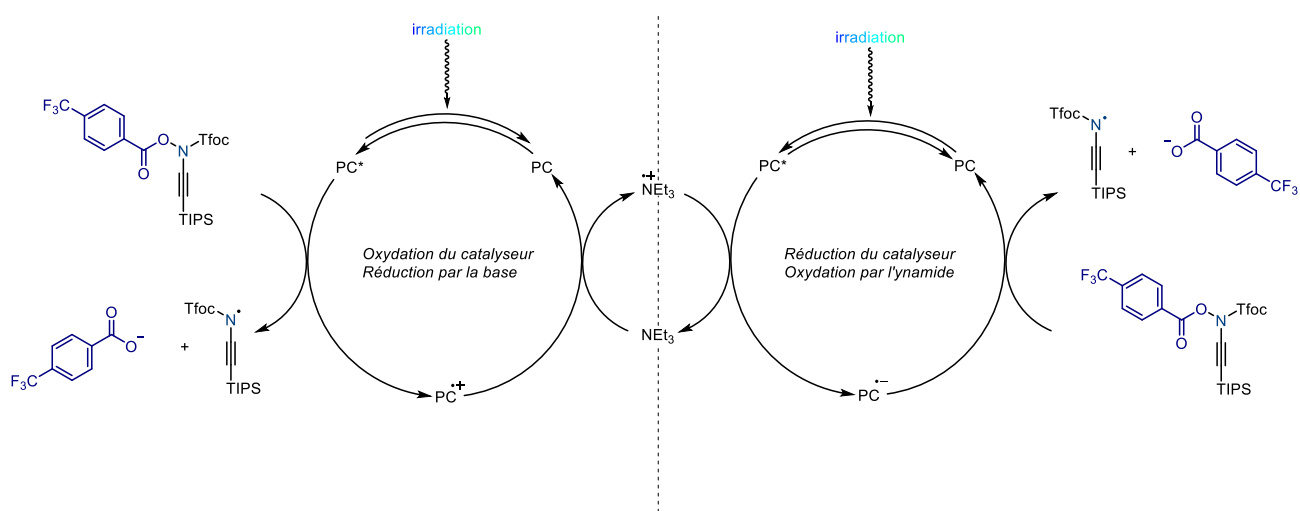 irradiation
irradiation
F3C
O
N
Tfoc
O
TIPS
PC*
PC
NEt3
•+
PC*
PC
Tfoc
N•
TIPS
+
O
−O
CF3
Oxydation du catalyseur
Réduction par la base
Réduction du catalyseur
Oxydation par l'ynamide
O
O−
F3C
+
Tfoc
N•
TIPS
NEt3
F3C
O
N
Tfoc
O
TIPS
PC•+
PC•−